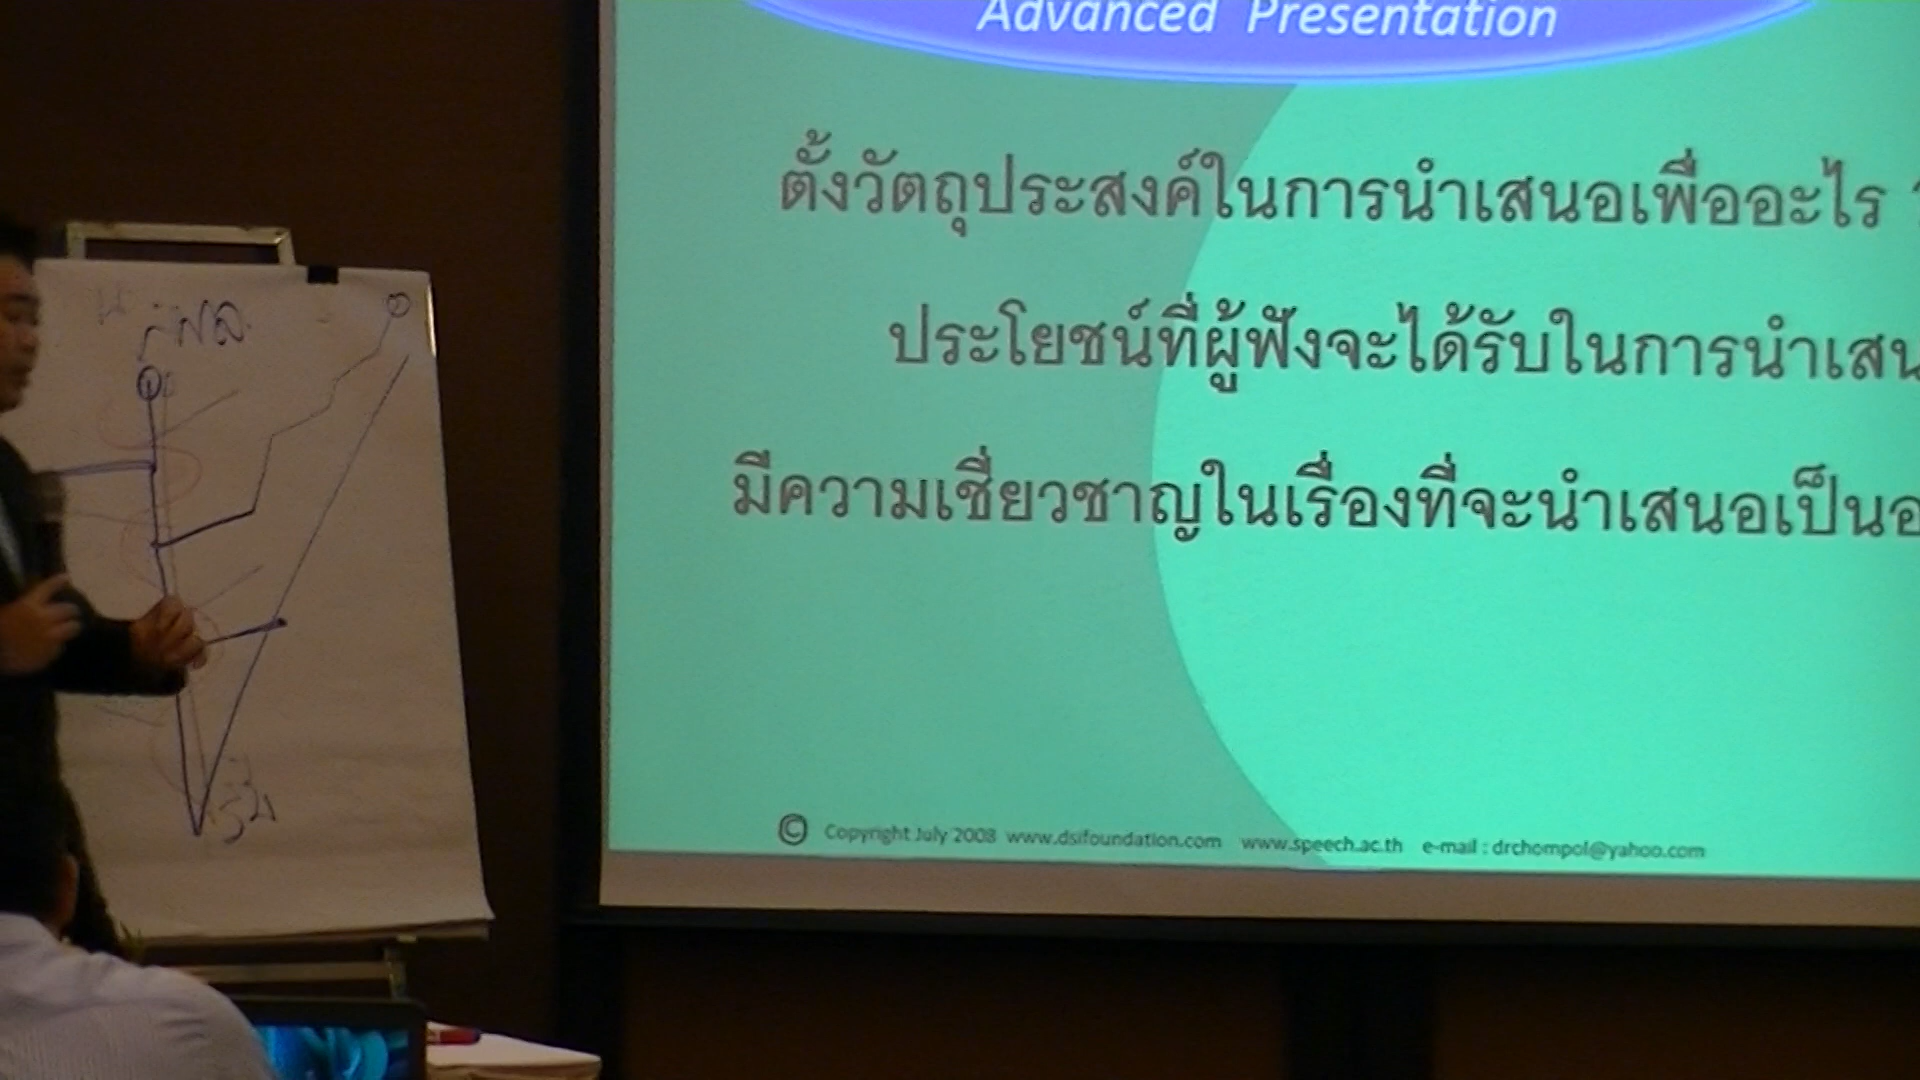 Advanced Presentation
ตั้งวัตถุประสงค์ในการนำเสนอเพื่ออะไร
ประโยชน์ที่ผู้ฟังจะได้รับในการนำเสน
มีความเชี่ยวชาญในเรื่องที่จะนำเสนอเป็นอ
© Copyright July 2008 www.dsifoundation.com www.speech.ac.th e-mail : drchompol@yahoo.com